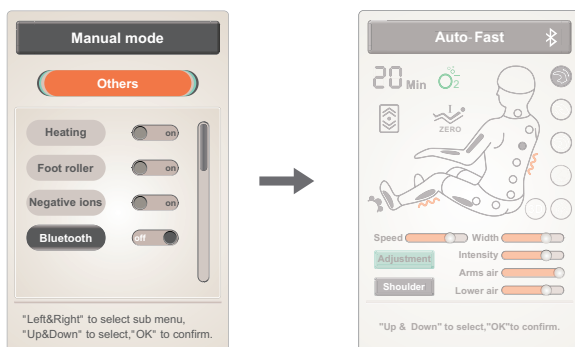 Manual mode
Others
Heating on
Foot roller on
Negative ions on
Bluetooth off
"Left&Right" to select sub menu,
"Up&Down" to select,"OK" to confirm.
Auto-Fast
20 Min O2
ZERO
Speed Width
Adjustment Intensity
Arms air
Shoulder Lower air
"Up & Down" to select,"OK"to confirm.